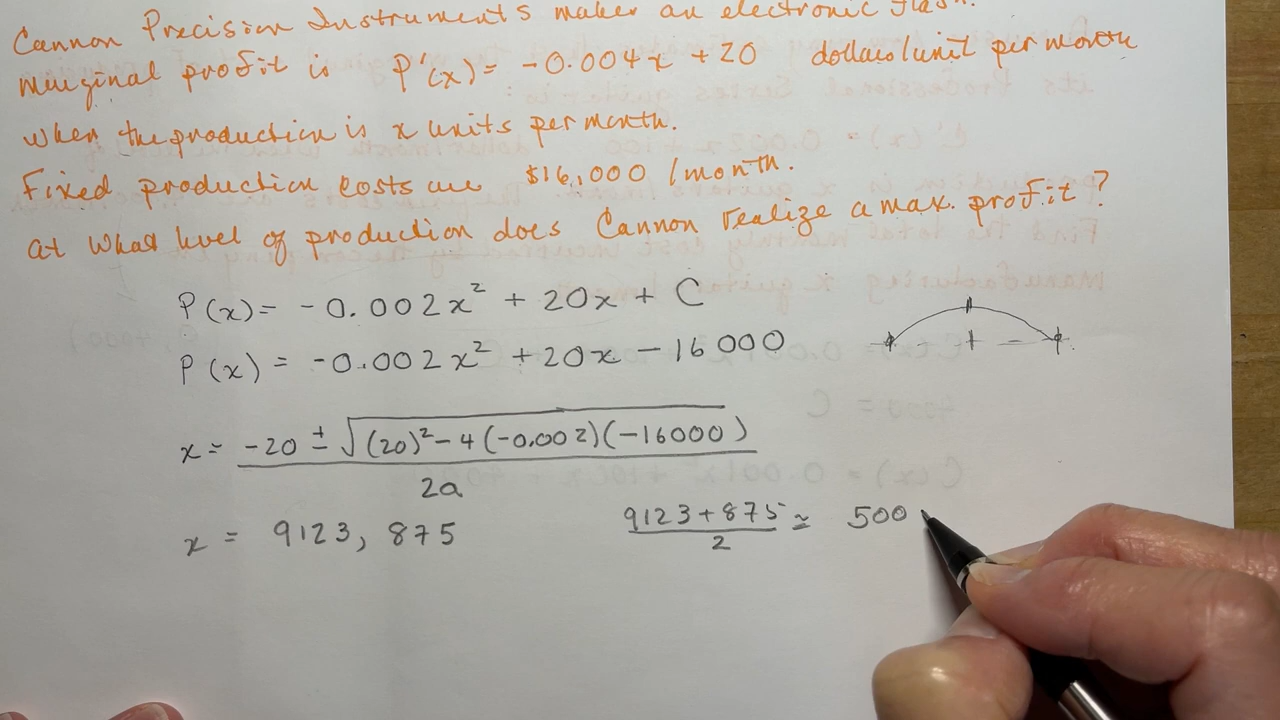 Cannon Precision Instruments makes an electronic flash.
marginal profit is P'(x) = -0.004x + 20 dollars/unit per month
when the production is x units per month.
Fixed production costs are $16,000 /month.
at what level of production does Cannon realize a max. profit?
P(x) = -0.002x² + 20x + C
P(x) = -0.002x² + 20x - 16000
x = -20 ± √(20)² - 4(-0.002)(-16000) / 2a
x = 9123, 875
9123+875 / 2 ≃ 500